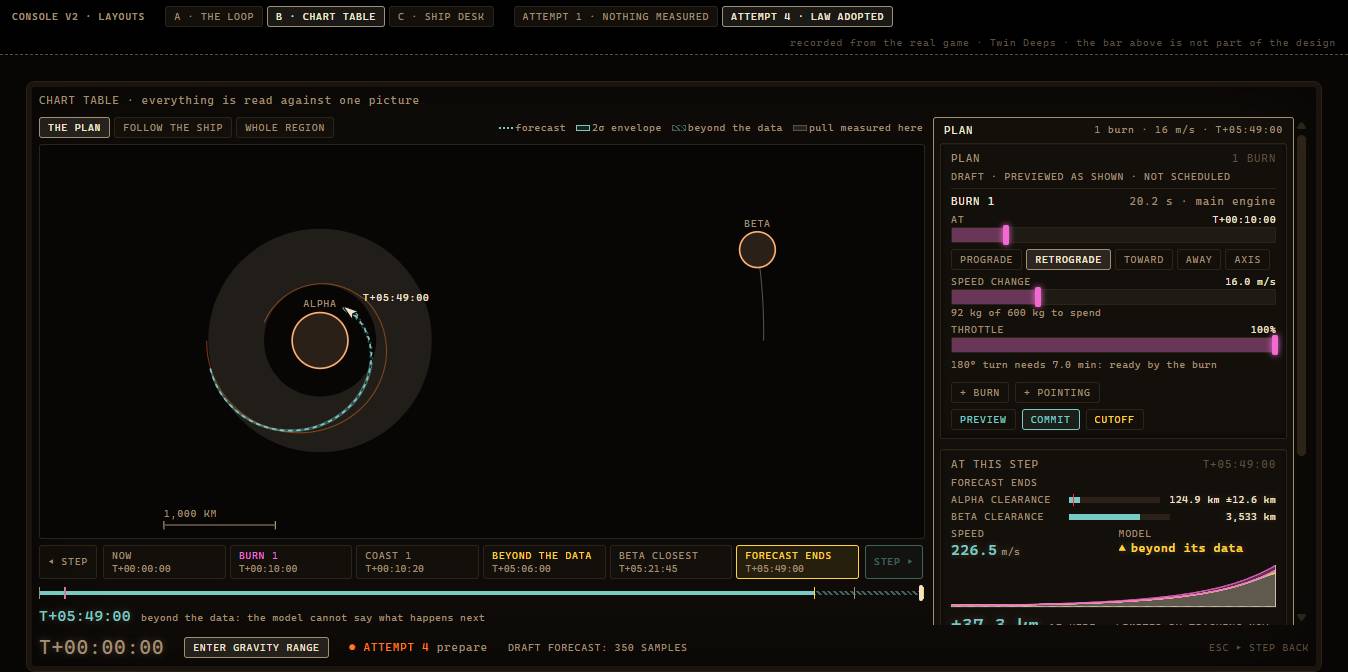 CONSOLE V2 · LAYOUTS
A · THE LOOP
B · CHART TABLE
C · SHIP DESK
ATTEMPT 1 · NOTHING MEASURED
ATTEMPT 4 · LAW ADOPTED
recorded from the real game · Twin Deeps · the bar above is not part of the design
CHART TABLE · everything is read against one picture
THE PLAN
FOLLOW THE SHIP
WHOLE REGION
forecast
2σ envelope
beyond the data
pull measured here
BETA
ALPHA
T+05:49:00
1,000 KM
PLAN
1 burn · 16 m/s · T+05:49:00
PLAN
1 BURN
DRAFT · PREVIEWED AS SHOWN · NOT SCHEDULED
BURN 1
20.2 s · main engine
AT
T+00:10:00
PROGRADE
RETROGRADE
TOWARD
AWAY
AXIS
SPEED CHANGE
16.0 m/s
92 kg of 600 kg to spend
THROTTLE
100%
180° turn needs 7.0 min: ready by the burn
+ BURN
+ POINTING
PREVIEW
COMMIT
CUTOFF
AT THIS STEP
T+05:49:00
FORECAST ENDS
ALPHA CLEARANCE
124.9 km ±12.6 km
BETA CLEARANCE
3,533 km
SPEED
MODEL
226.5 m/s
▲ beyond its data
◂ STEP
NOW
T+00:00:00
BURN 1
T+00:10:00
COAST 1
T+00:10:20
BEYOND THE DATA
T+05:06:00
BETA CLOSEST
T+05:21:45
FORECAST ENDS
T+05:49:00
STEP ▸
T+05:49:00 beyond the data: the model cannot say what happens next
T+00:00:00
ENTER GRAVITY RANGE
● ATTEMPT 4 prepare
DRAFT FORECAST: 350 SAMPLES
ESC ▸ STEP BACK